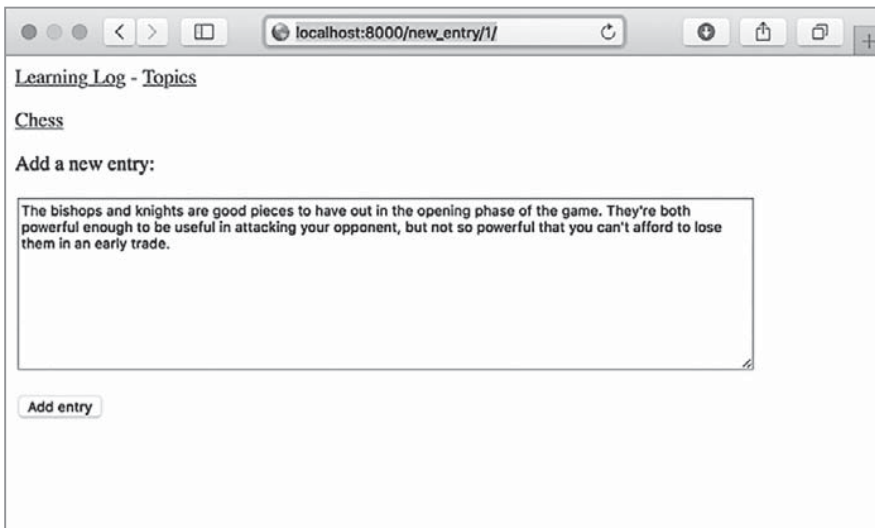 localhost:8000/new_entry/1/
Learning Log - Topics
Chess
Add a new entry:
The bishops and knights are good pieces to have out in the opening phase of the game. They're both
powerful enough to be useful in attacking your opponent, but not so powerful that you can't afford to lose
them in an early trade.
Add entry